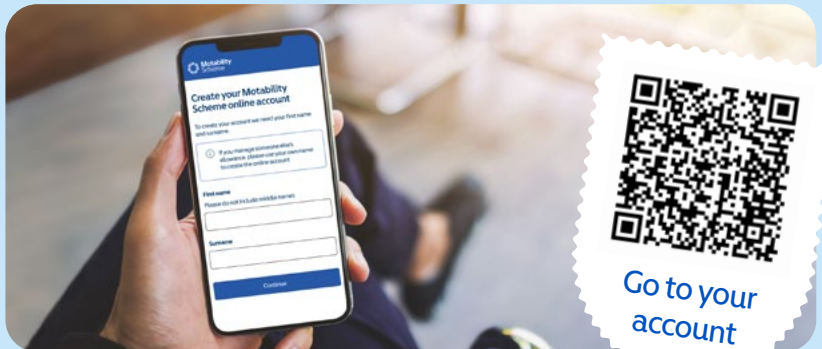 Motability
Scheme
Create your Motability
Scheme online account
To create your account we need your first name
and surname.
If you manage someone else's
allowance, please use your own name
to create the online account
First name
Please do not include middle names
Surname
Continue
Go to your
account